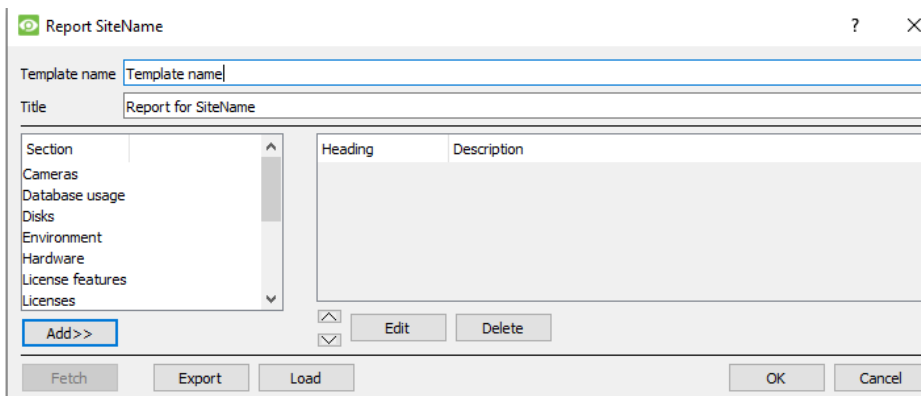 Report SiteName ?
Template name Template name
Title Report for SiteName
Section Heading Description
Cameras
Database usage
Disks
Environment
Hardware
License features
Licenses
Add>> Edit Delete
Fetch Export Load OK Cancel